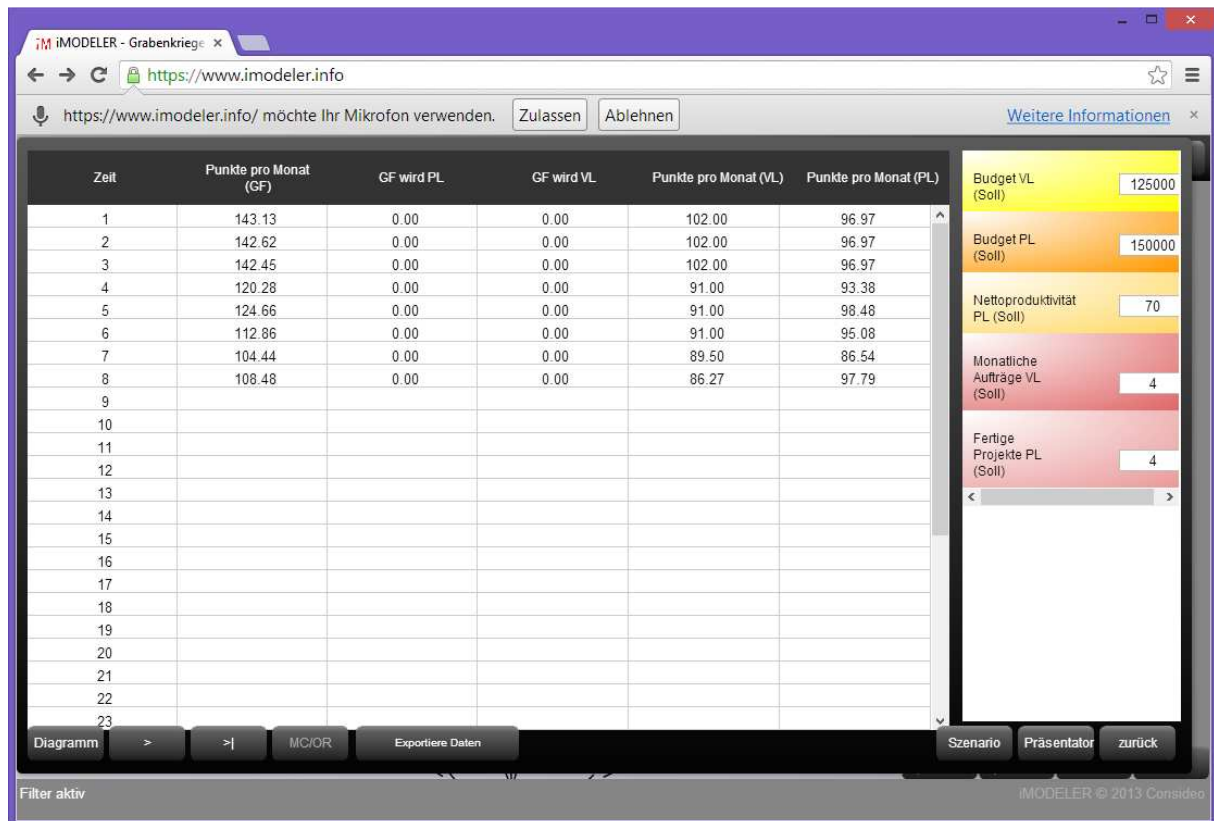 iMODELER - Grabenkriege
https://www.imodeler.info
https://www.imodeler.info/ möchte Ihr Mikrofon verwenden. Zulassen Ablehnen Weitere Informationen
Zeit Punkte pro Monat (GF) GF wird PL GF wird VL Punkte pro Monat (VL) Punkte pro Monat (PL)
1 143.13 0.00 0.00 102.00 96.97
2 142.62 0.00 0.00 102.00 96.97
3 142.45 0.00 0.00 102.00 96.97
4 120.28 0.00 0.00 91.00 93.38
5 124.66 0.00 0.00 91.00 98.48
6 112.86 0.00 0.00 91.00 95.08
7 104.44 0.00 0.00 89.50 86.54
8 108.48 0.00 0.00 86.27 97.79
9
10
11
12
13
14
15
16
17
18
19
20
21
22
23
Budget VL
(Soll) 125000
Budget PL
(Soll) 150000
Nettoproduktivität
PL (Soll) 70
Monatliche
Aufträge VL
(Soll) 4
Fertige
Projekte PL
(Soll) 4
Diagramm > >| MC/OR Exportiere Daten Szenario Präsentator zurück
Filter aktiv iMODELER © 2013 Consideo